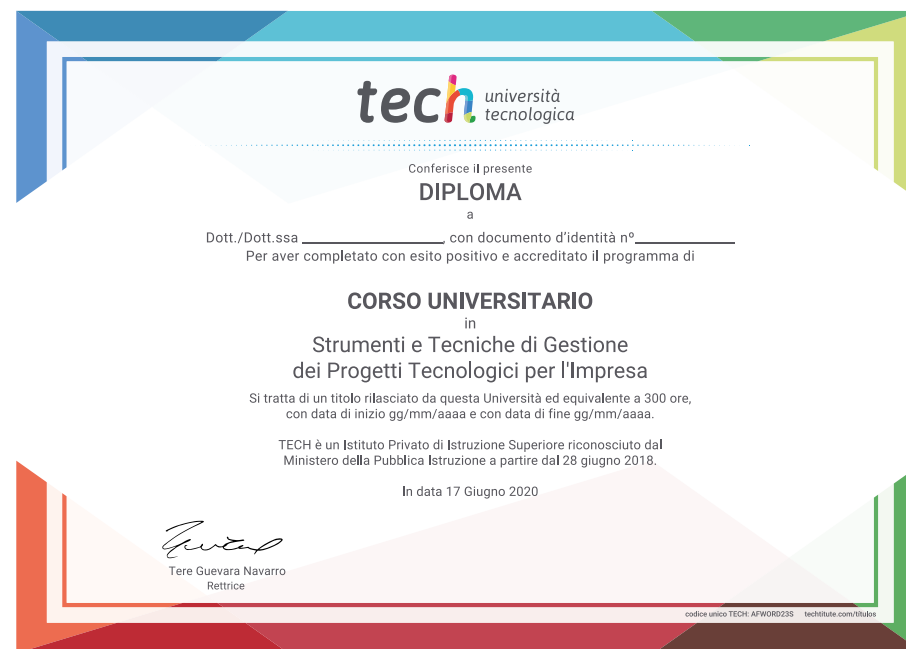 tech università
tecnologica
Conferisce il presente
DIPLOMA
a
Dott./Dott.ssa ____________________, con documento d'identità nº______________
Per aver completato con esito positivo e accreditato il programma di
CORSO UNIVERSITARIO
in
Strumenti e Tecniche di Gestione
dei Progetti Tecnologici per l'Impresa
Si tratta di un titolo rilasciato da questa Università ed equivalente a 300 ore,
con data di inizio gg/mm/aaaa e con data di fine gg/mm/aaaa.
TECH è un Istituto Privato di Istruzione Superiore riconosciuto dal
Ministero della Pubblica Istruzione a partire dal 28 giugno 2018.
In data 17 Giugno 2020
Tere Guevara Navarro
Rettrice
codice unico TECH: AFWORD23S techtitute.com/titulos